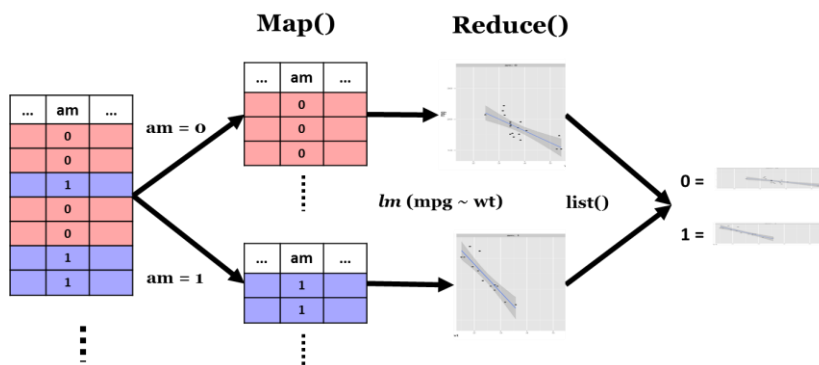 Map()
Reduce()
... am ...
0
0
1
0
0
1
1
am = 0
am = 1
... am ...
0
0
0
... am ...
1
1
lm (mpg ~ wt)
list()
0 =
1 =